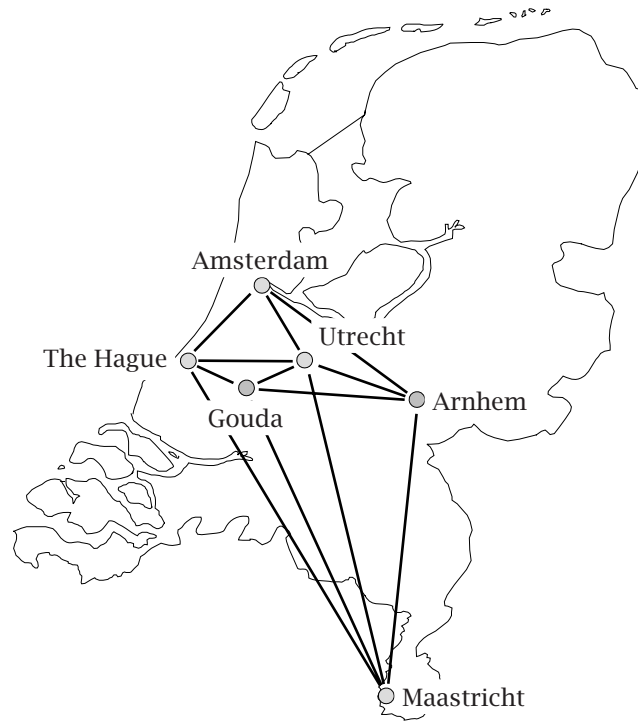 Amsterdam
Utrecht
The Hague
Gouda
Arnhem
Maastricht